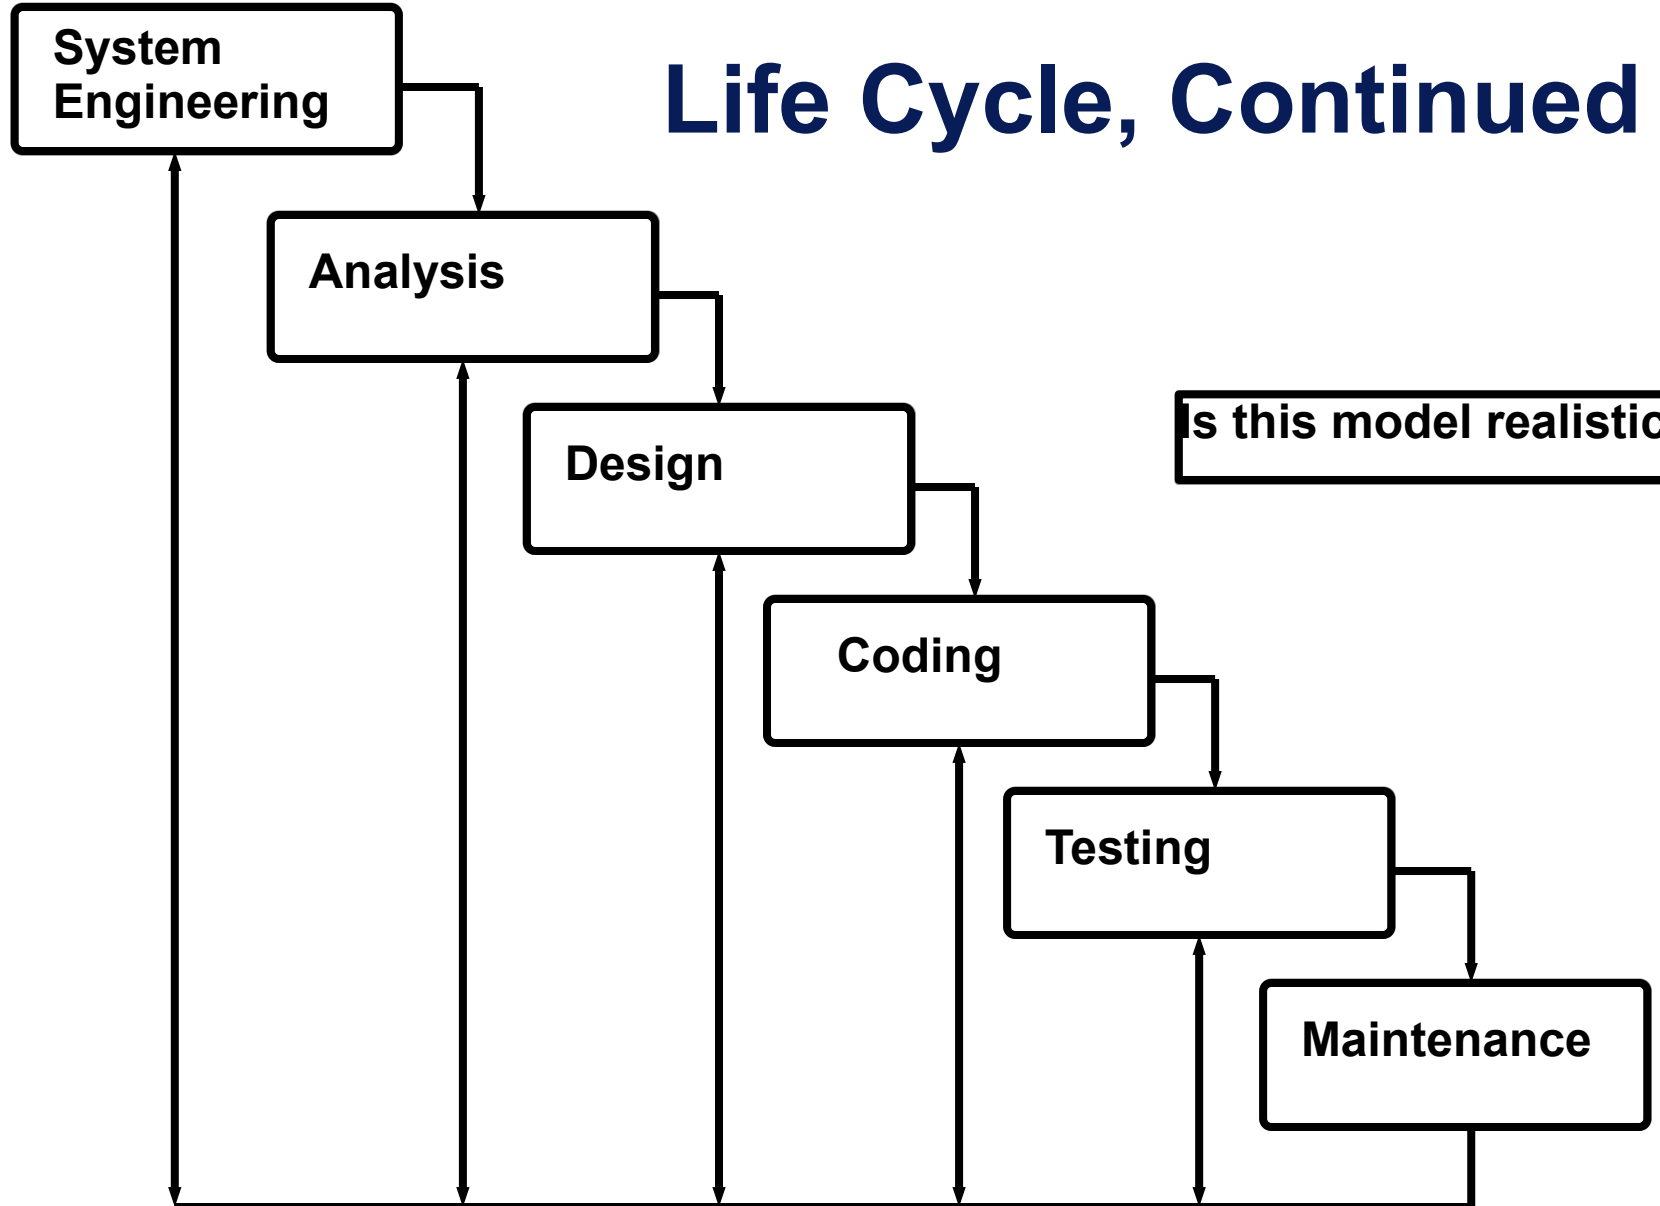 Life Cycle, Continued
System
Engineering
Analysis
Is this model realistic
Design
Coding
Testing
Maintenance